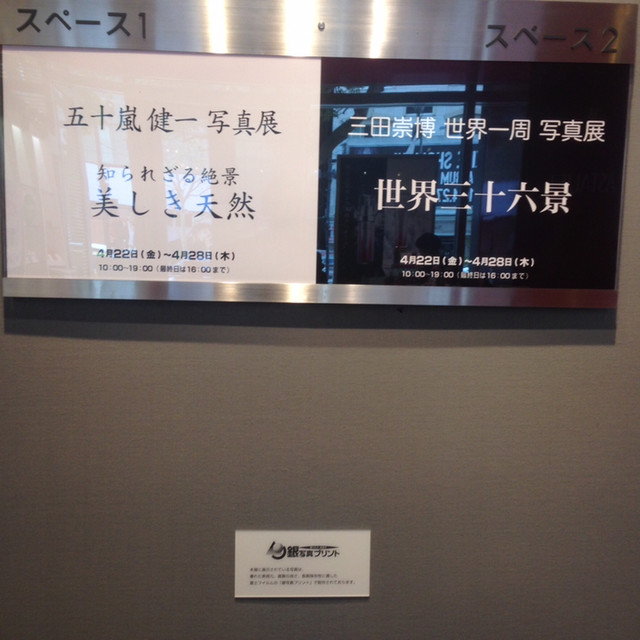 スペース1
五十嵐 健一 写真展
知られざる絶景
美しき天然
4月22日(金)~4月28日(木)
10:00~19:00(最終日は16:00まで)
スペース2
三田崇博 世界一周 写真展
世界三十六景
4月22日(金)~4月28日(木)
10:00~19:00(最終日は16:00まで)
銀写真プリント